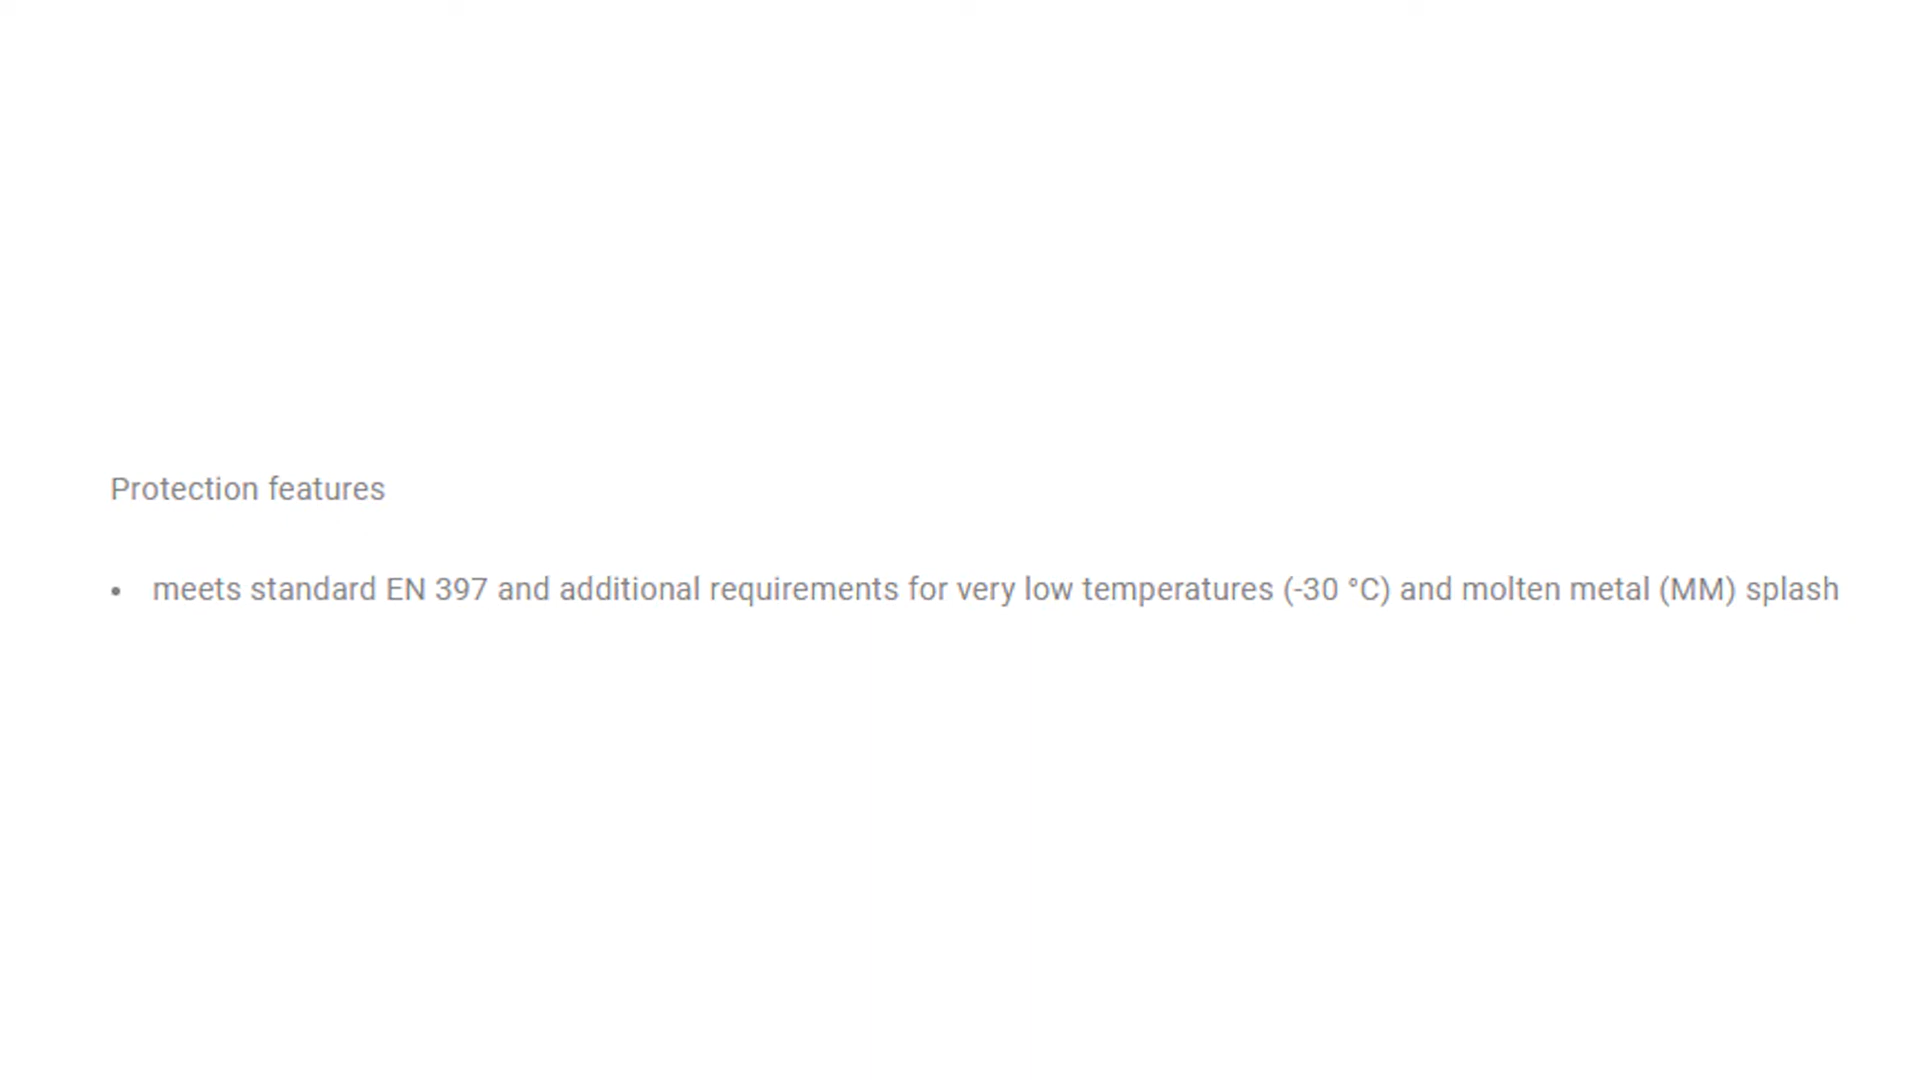 Protection features
• meets standard EN 397 and additional requirements for very low temperatures (-30 °C) and molten metal (MM) splash